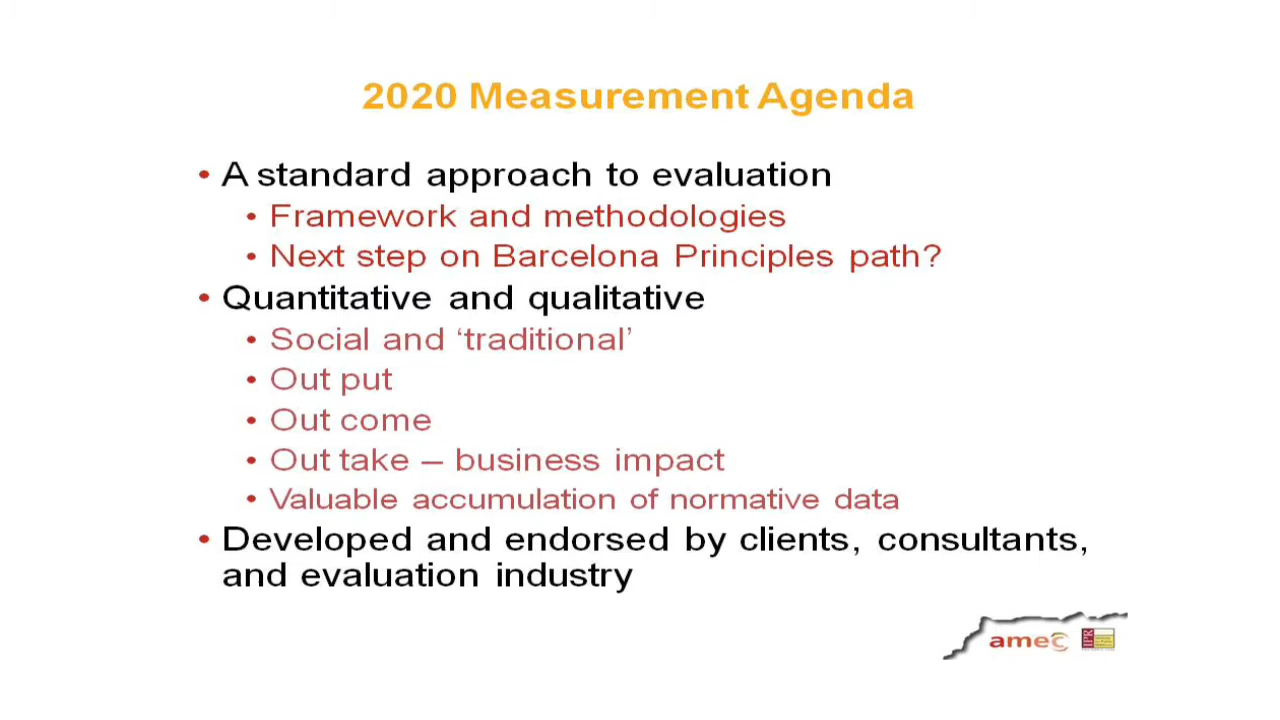 2020 Measurement Agenda
• A standard approach to evaluation
• Framework and methodologies
• Next step on Barcelona Principles path?
• Quantitative and qualitative
• Social and ‘traditional’
• Out put
• Out come
• Out take – business impact
• Valuable accumulation of normative data
• Developed and endorsed by clients, consultants,
and evaluation industry
amec
IPR